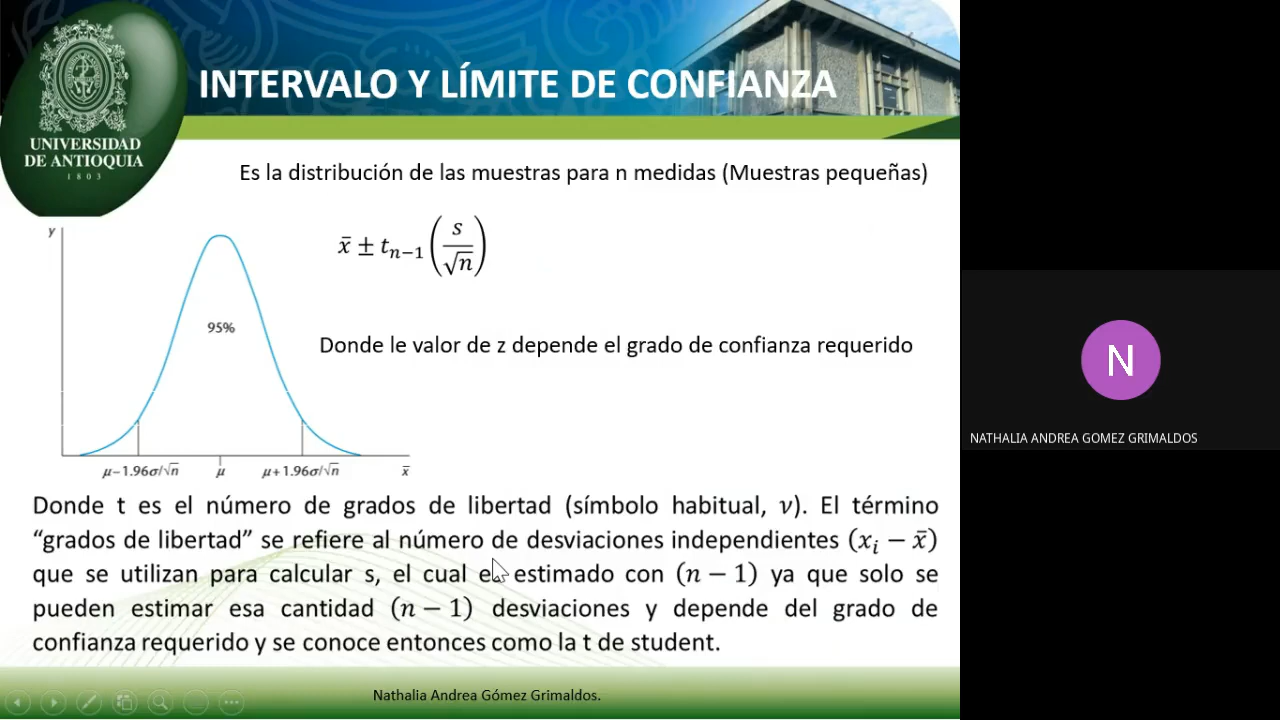 INTERVALO Y LÍMITE DE CONFIANZA
UNIVERSIDAD
DE ANTIOQUIA
1803
Es la distribución de las muestras para n medidas (Muestras pequeñas)
x̄ ± tₙ₋₁ (s/√n)
y
95%
Donde le valor de z depende el grado de confianza requerido
μ−1.96σ/√n μ μ+1.96σ/√n x̄
Donde t es el número de grados de libertad (símbolo habitual, ν). El término
“grados de libertad” se refiere al número de desviaciones independientes (xᵢ − x̄)
que se utilizan para calcular s, el cual e estimado con (n − 1) ya que solo se
pueden estimar esa cantidad (n − 1) desviaciones y depende del grado de
confianza requerido y se conoce entonces como la t de student.
Nathalia Andrea Gómez Grimaldos.
N
NATHALIA ANDREA GOMEZ GRIMALDOS